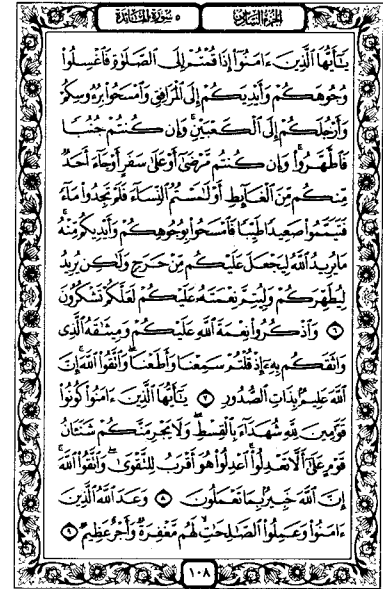 الجزء السادس ٥ سورة المائدة
يَٰٓأَيُّهَا ٱلَّذِينَ ءَامَنُوٓاْ إِذَا قُمۡتُمۡ إِلَى ٱلصَّلَوٰةِ فَٱغۡسِلُواْ
وُجُوهَكُمۡ وَأَيۡدِيَكُمۡ إِلَى ٱلۡمَرَافِقِ وَٱمۡسَحُواْ بِرُءُوسِكُمۡ
وَأَرۡجُلَكُمۡ إِلَى ٱلۡكَعۡبَيۡنِۚ وَإِن كُنتُمۡ جُنُبٗا
فَٱطَّهَّرُواْۚ وَإِن كُنتُم مَّرۡضَىٰٓ أَوۡ عَلَىٰ سَفَرٍ أَوۡ جَآءَ أَحَدٞ
مِّنكُم مِّنَ ٱلۡغَآئِطِ أَوۡ لَٰمَسۡتُمُ ٱلنِّسَآءَ فَلَمۡ تَجِدُواْ مَآءٗ
فَتَيَمَّمُواْ صَعِيدٗا طَيِّبٗا فَٱمۡسَحُواْ بِوُجُوهِكُمۡ وَأَيۡدِيكُم مِّنۡهُۚ
مَا يُرِيدُ ٱللَّهُ لِيَجۡعَلَ عَلَيۡكُم مِّنۡ حَرَجٖ وَلَٰكِن يُرِيدُ
لِيُطَهِّرَكُمۡ وَلِيُتِمَّ نِعۡمَتَهُۥ عَلَيۡكُمۡ لَعَلَّكُمۡ تَشۡكُرُونَ
٦ وَٱذۡكُرُواْ نِعۡمَةَ ٱللَّهِ عَلَيۡكُمۡ وَمِيثَٰقَهُ ٱلَّذِي
وَاثَقَكُم بِهِۦٓ إِذۡ قُلۡتُمۡ سَمِعۡنَا وَأَطَعۡنَاۖ وَٱتَّقُواْ ٱللَّهَۚ إِنَّ
ٱللَّهَ عَلِيمُۢ بِذَاتِ ٱلصُّدُورِ ٧ يَٰٓأَيُّهَا ٱلَّذِينَ ءَامَنُواْ كُونُواْ
قَوَّٰمِينَ لِلَّهِ شُهَدَآءَ بِٱلۡقِسۡطِۖ وَلَا يَجۡرِمَنَّكُمۡ شَنَـَٔانُ
قَوۡمٍ عَلَىٰٓ أَلَّا تَعۡدِلُواْۚ ٱعۡدِلُواْ هُوَ أَقۡرَبُ لِلتَّقۡوَىٰۖ وَٱتَّقُواْ ٱللَّهَۚ
إِنَّ ٱللَّهَ خَبِيرُۢ بِمَا تَعۡمَلُونَ ٨ وَعَدَ ٱللَّهُ ٱلَّذِينَ
ءَامَنُواْ وَعَمِلُواْ ٱلصَّٰلِحَٰتِ لَهُم مَّغۡفِرَةٞ وَأَجۡرٌ عَظِيمٞ ٩
١٠٨